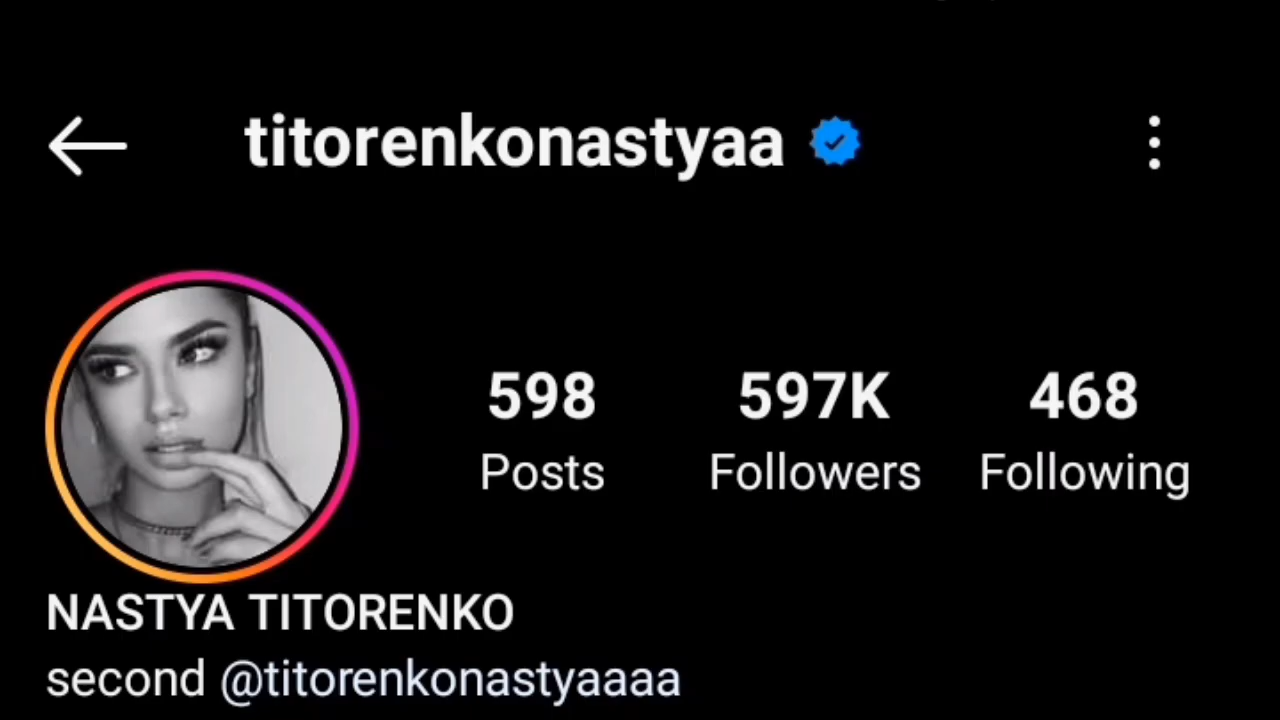 titorenkonastyaa
598 597K 468
Posts Followers Following
NASTYA TITORENKO
second @titorenkonastyaaaa